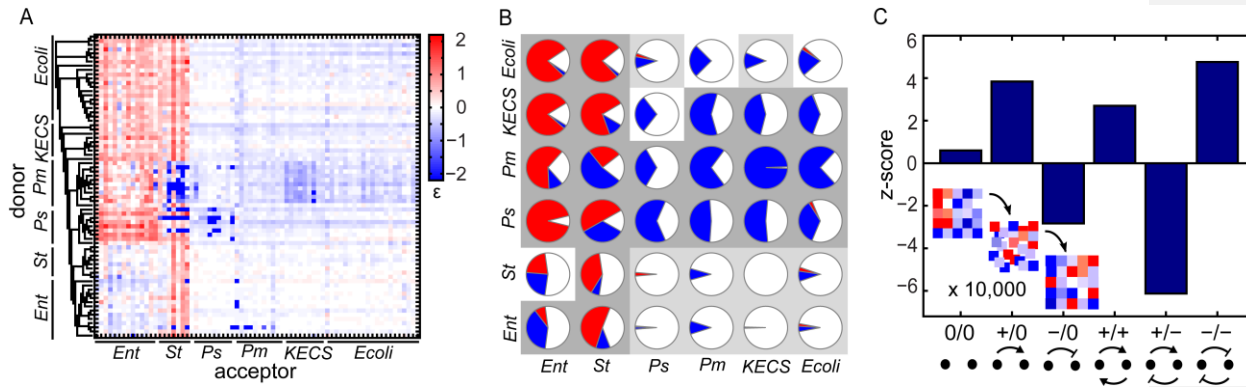 A
donor
Ecoli
KECS
Pm
Ps
St
Ent
Ent St Ps Pm KECS Ecoli
acceptor
2
1
0
−1
−2
ε
B
Ecoli
KECS
Pm
Ps
St
Ent
Ent St Ps Pm KECS Ecoli
C
z-score
6
4
2
0
−2
−4
−6
x 10,000
0/0 +/0 −/0 +/+ +/− −/−